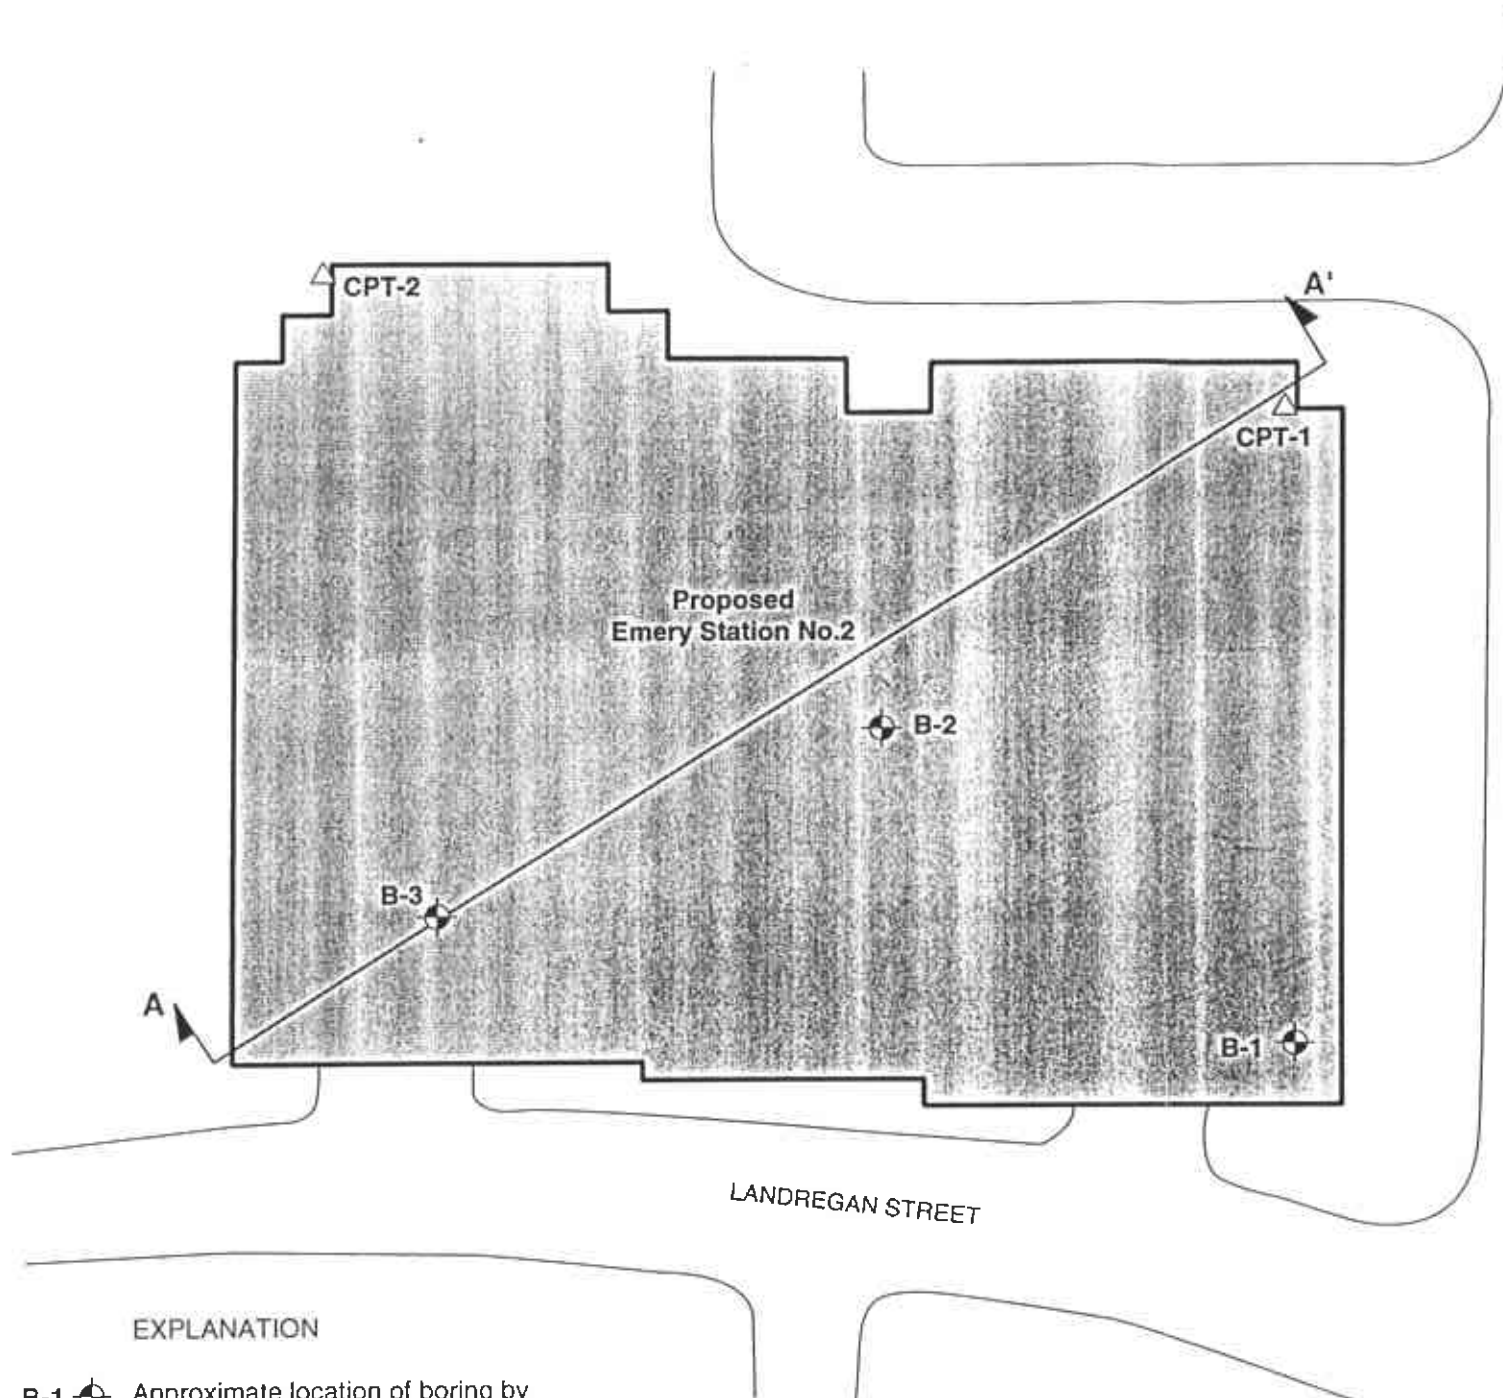 A'
CPT-2
CPT-1
Proposed
Emery Station No.2
B-2
B-3
A
B-1
LANDREGAN STREET
EXPLANATION
B-1 Approximate location of boring by